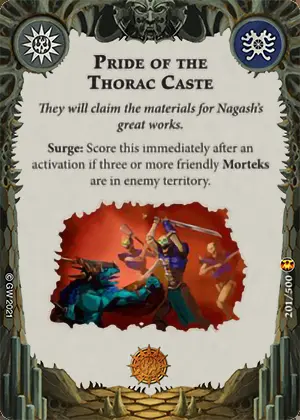 PRIDE OF THE
THORAC CASTE
They will claim the materials for Nagash's
great works.
Surge: Score this immediately after an
activation if three or more friendly Morteks
are in enemy territory.
© GW 2021
201/500